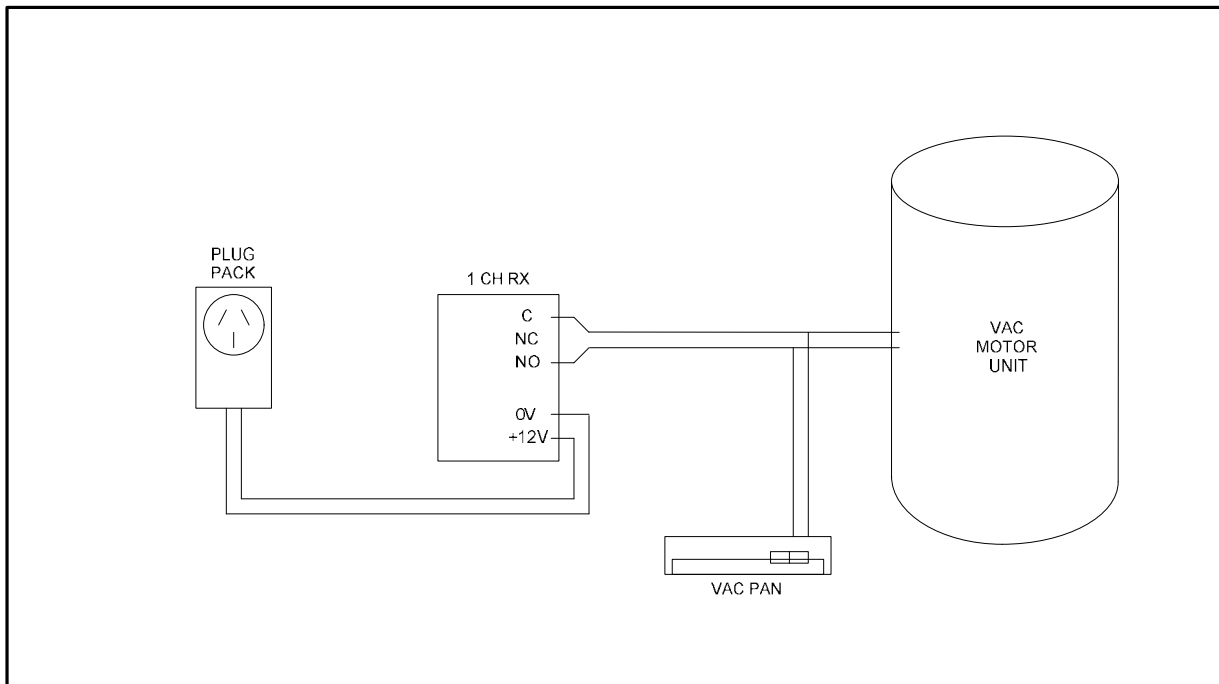 PLUG
PACK
1 CH RX
C
NC
NO
0V
+12V
VAC
MOTOR
UNIT
VAC PAN